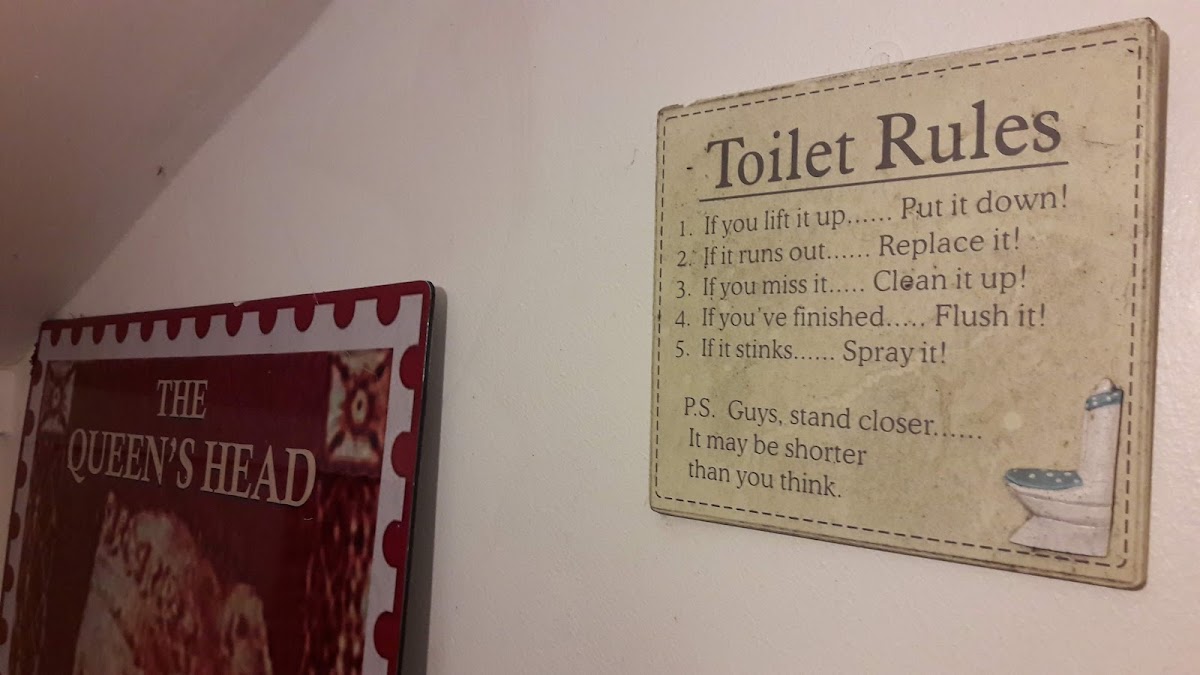 THE
QUEEN'S HEAD
Toilet Rules
1. If you lift it up...... Put it down!
2. If it runs out...... Replace it!
3. If you miss it..... Clean it up!
4. If you've finished..... Flush it!
5. If it stinks...... Spray it!
P.S. Guys, stand closer......
It may be shorter
than you think.